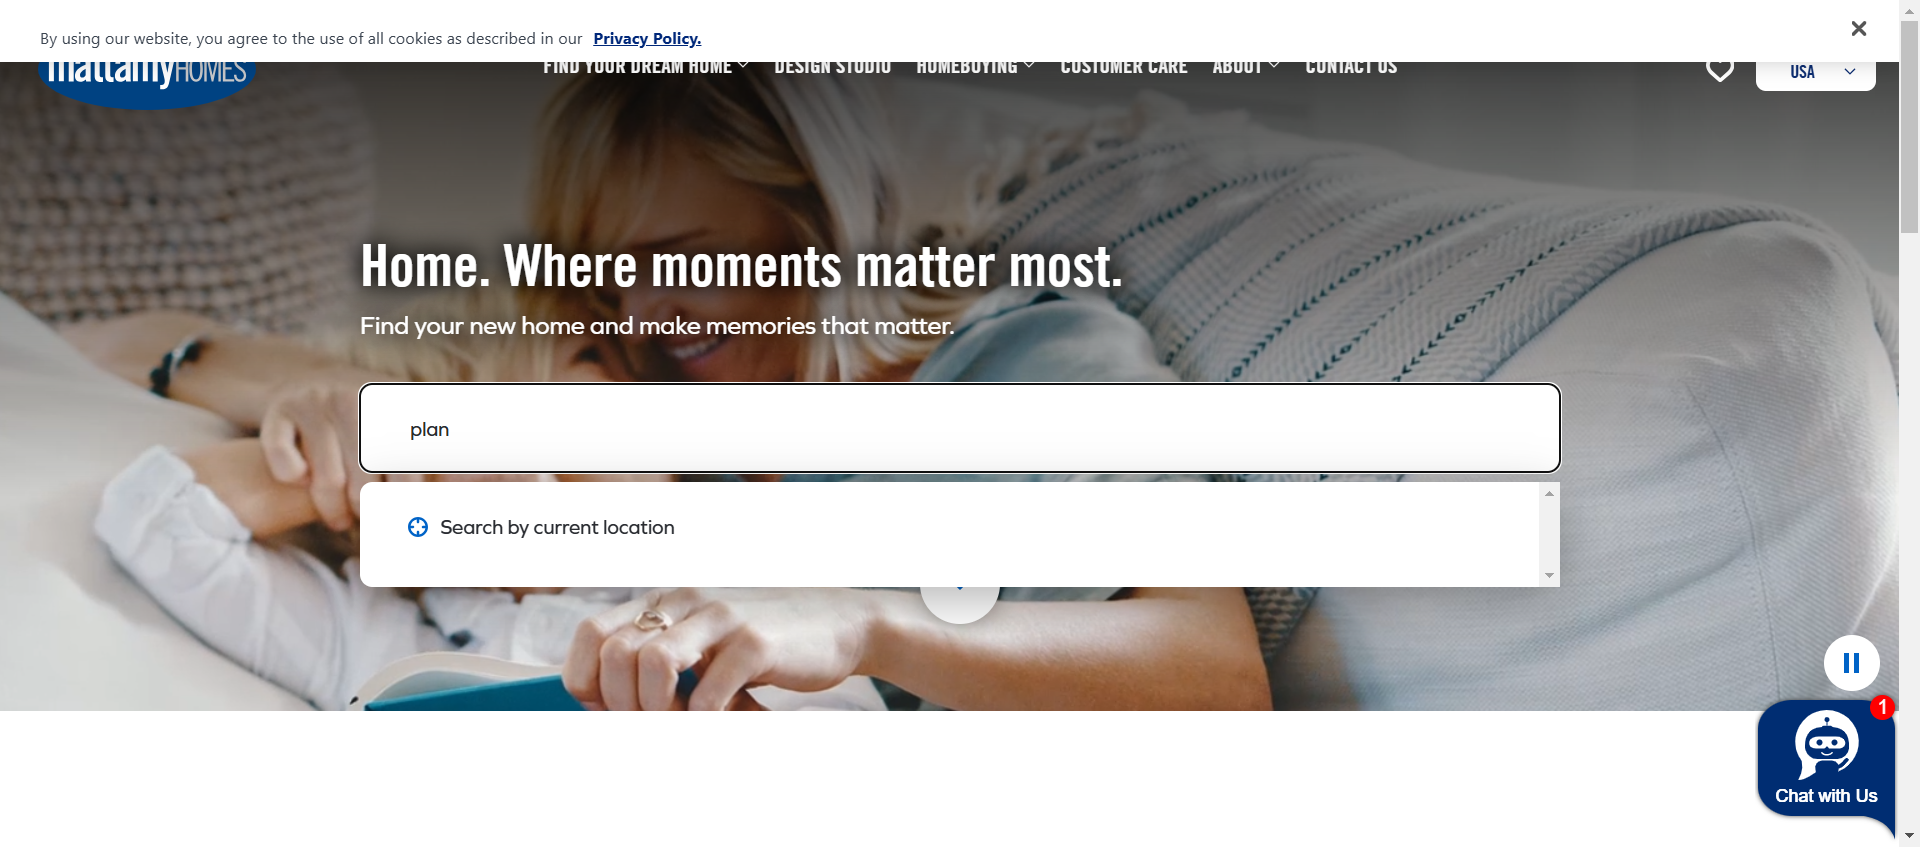 By using our website, you agree to the use of all cookies as described in our Privacy Policy.
mattamyHOMES
FIND YOUR DREAM HOME
DESIGN STUDIO
HOMEBUYING
CUSTOMER CARE
ABOUT
CONTACT US
USA
Home. Where moments matter most.
Find your new home and make memories that matter.
plan
Search by current location
1
Chat with Us